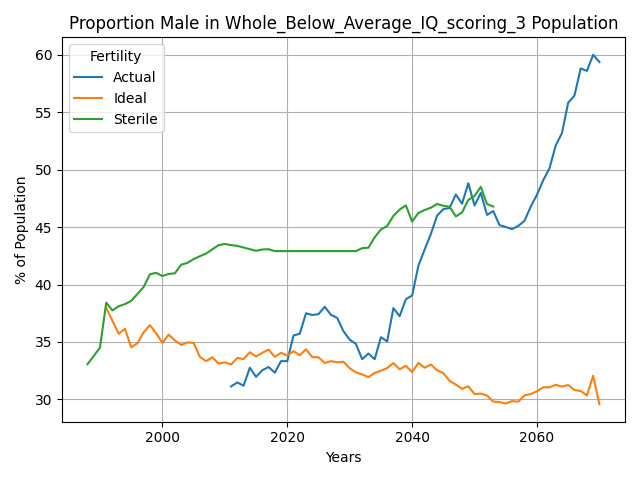 Proportion Male in Whole_Below_Average_IQ_scoring_3 Population
Fertility
Actual
Ideal
Sterile
% of Population
60
55
50
45
40
35
30
2000
2020
2040
2060
Years